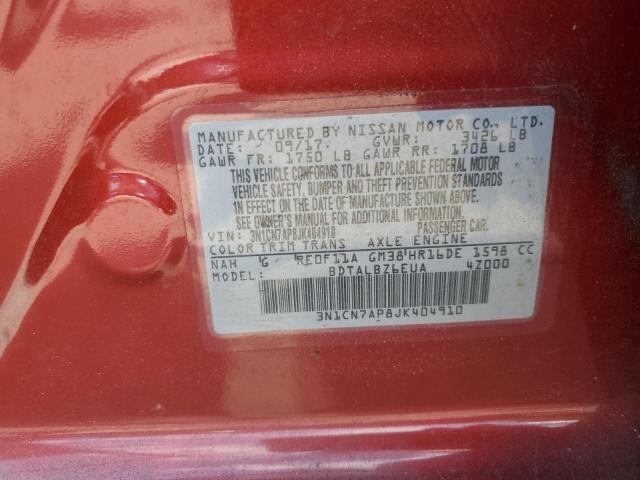 MANUFACTURED BY NISSAN MOTOR CO., LTD.
DATE: 09/17 GVWR: 3426 LB
GAWR FR: 1750 LB GAWR RR: 1708 LB
THIS VEHICLE CONFORMS TO ALL APPLICABLE FEDERAL MOTOR
VEHICLE SAFETY, BUMPER AND THEFT PREVENTION STANDARDS
IN EFFECT ON THE DATE OF MANUFACTURE SHOWN ABOVE.
SEE OWNER'S MANUAL FOR ADDITIONAL INFORMATION.
VIN: 3N1CN7AP8JK404910 PASSENGER CAR.
COLOR TRIM TRANS AXLE ENGINE
NAH G RE0F11A GM38 HR16DE 1598 CC
MODEL: BDTALBZ6EUA 4Z000
3N1CN7AP8JK404910